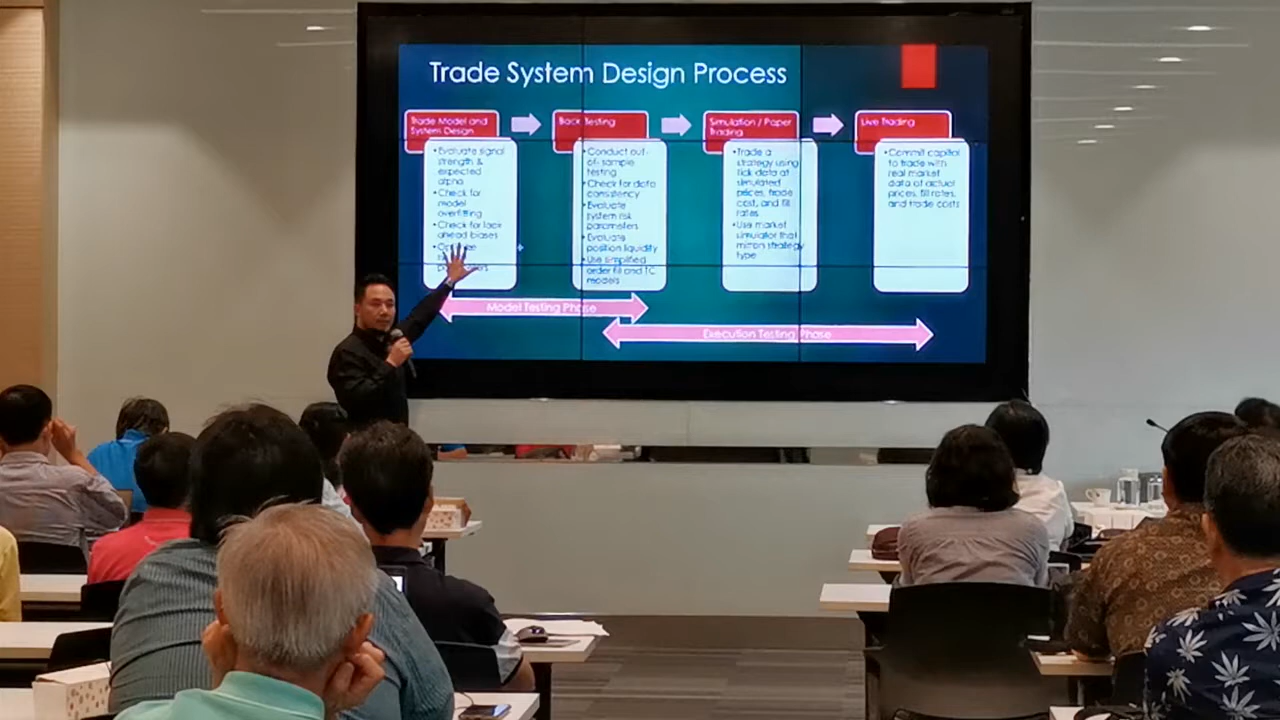 Trade System Design Process
Trade Model and
System Design
• Evaluate signal
strength &
expected
alpha
• Check for
model
overfitting
• Check for look
ahead biases
Back Testing
• Conduct out-
of- sample
testing
• Check for data
consistency
• Evaluate
system risk
parameters
• Evaluate
position liquidity
• Use simplified
order fill and TC
models
Simulation / Paper
Trading
• Trade a
strategy using
tick data at
simulated
prices, trade
cost, and fill
rates.
• Use market
simulator that
mirrors strategy
type
Live Trading
• Commit capital
to trade with
real market
data of actual
prices, fill rates,
and trade costs
Model Testing Phase
Execution Testing Phase